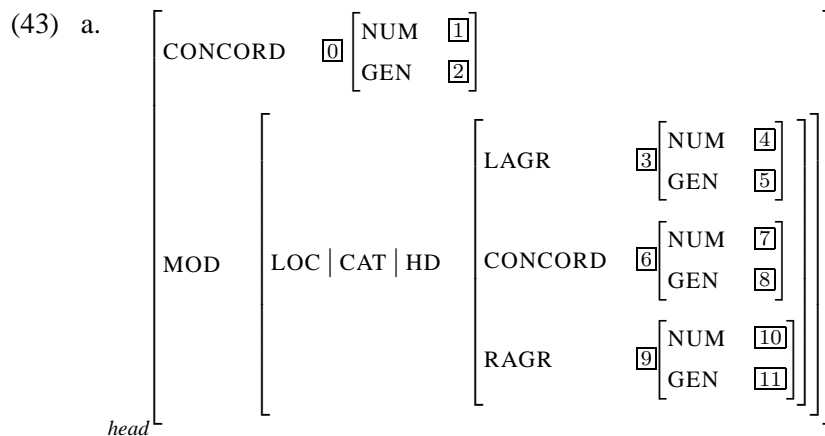 (43) a.
CONCORD 0 NUM 1
GEN 2
LAGR 3 NUM 4
GEN 5
MOD LOC | CAT | HD CONCORD 6 NUM 7
GEN 8
RAGR 9 NUM 10
GEN 11
head